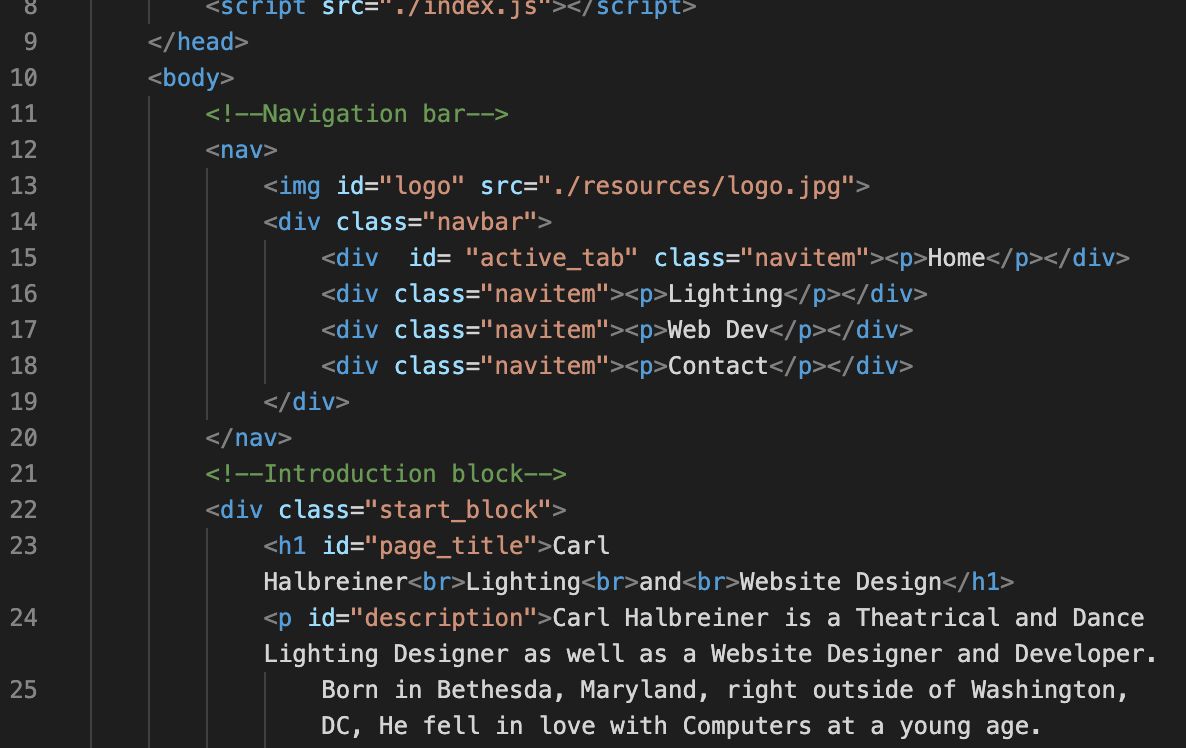 8 <script src="./index.js"></script>
9 </head>
10 <body>
11 <!--Navigation bar-->
12 <nav>
13 <img id="logo" src="./resources/logo.jpg">
14 <div class="navbar">
15 <div  id= "active_tab" class="navitem"><p>Home</p></div>
16 <div class="navitem"><p>Lighting</p></div>
17 <div class="navitem"><p>Web Dev</p></div>
18 <div class="navitem"><p>Contact</p></div>
19 </div>
20 </nav>
21 <!--Introduction block-->
22 <div class="start_block">
23 <h1 id="page_title">Carl
Halbreiner<br>Lighting<br>and<br>Website Design</h1>
24 <p id="description">Carl Halbreiner is a Theatrical and Dance
Lighting Designer as well as a Website Designer and Developer.
25 Born in Bethesda, Maryland, right outside of Washington,
DC, He fell in love with Computers at a young age.